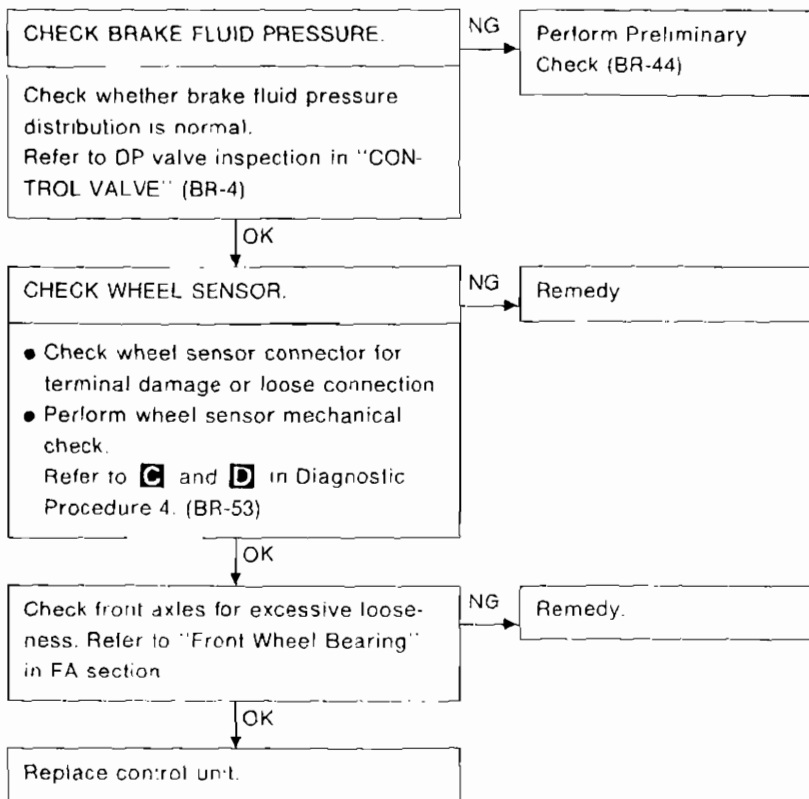 CHECK BRAKE FLUID PRESSURE.
NG
Perform Preliminary
Check (BR-44)
Check whether brake fluid pressure
distribution is normal.
Refer to DP valve inspection in "CON-
TROL VALVE" (BR-4)
OK
CHECK WHEEL SENSOR.
NG
Remedy
● Check wheel sensor connector for
terminal damage or loose connection
● Perform wheel sensor mechanical
check.
Refer to C and D in Diagnostic
Procedure 4. (BR-53)
OK
Check front axles for excessive loose-
ness. Refer to "Front Wheel Bearing"
in FA section
NG
Remedy.
OK
Replace control unit.